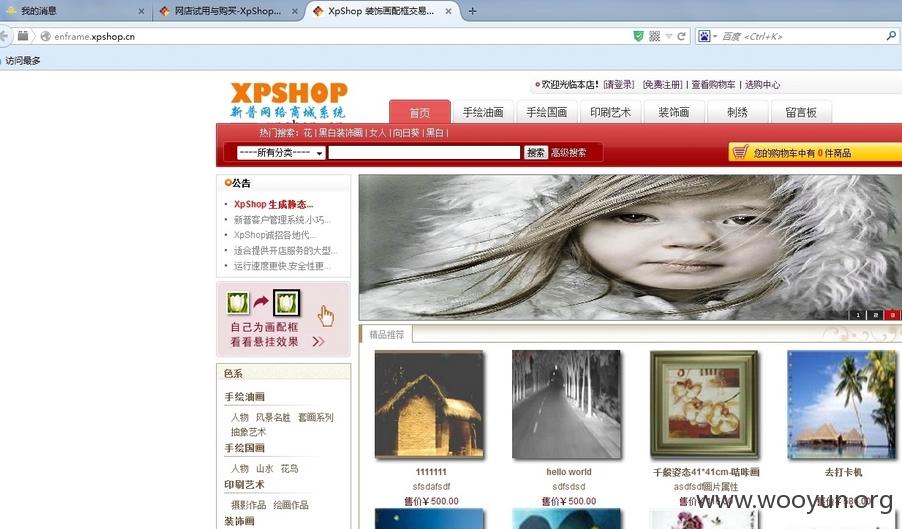 我的消息
网店试用与购买-XpShop...
XpShop 装饰画配框交易...
enframe.xpshop.cn
百度 <Ctrl+K>
访问最多
XPSHOP
新普网络商城系统
欢迎光临本店! [请登录] [免费注册] | 查看购物车 | 选购中心
首页 手绘油画 手绘国画 印刷艺术 装饰画 刺绣 留言板
热门搜索: 花 | 黑白装饰画 | 女人 | 向日葵 | 黑白 |
----所有分类---- 搜索 高级搜索
您的购物车中有 0 件商品
公告
XpShop 生成静态...
新普客户管理系统.小巧...
XpShop诚招各地代...
适合提供开店服务的大型...
运行速度更快.安全性更...
自己为画配框
看看悬挂效果
1 2 3
精品推荐
色系
手绘油画
人物 风景名胜 套画系列
抽象艺术
手绘国画
人物 山水 花鸟
印刷艺术
摄影作品 绘画作品
装饰画
1111111
sfsdafsdf
售价￥500.00
hello world
sdfsdsd
售价￥500.00
千般姿态41*41cm-咕咪画
asdfsdf画片属性
去打卡机
www.wooyun.org